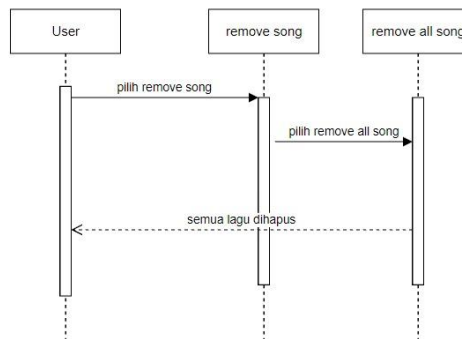 User
remove song
remove all song
pilih remove song
pilih remove all song
semua lagu dihapus